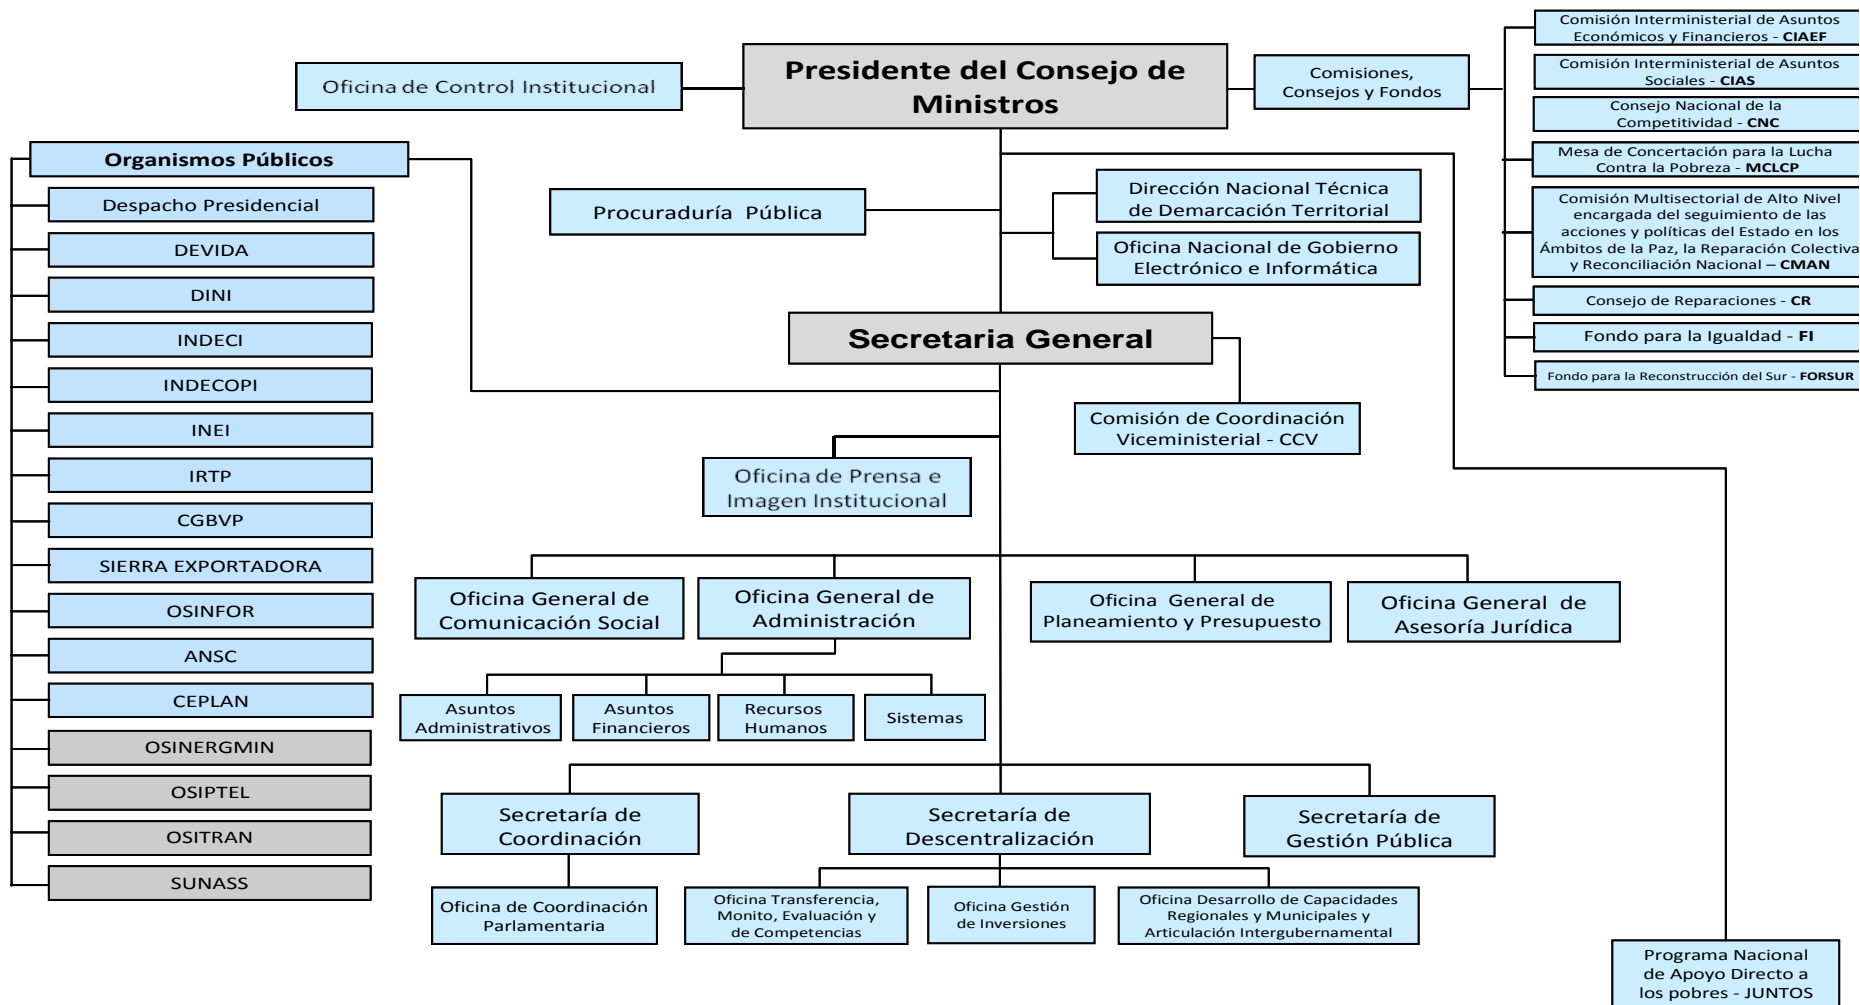 Comisión Interministerial de Asuntos
Económicos y Financieros - CIAEF
Presidente del Consejo de
Ministros
Oficina de Control Institucional
Comisiones,
Consejos y Fondos
Comisión Interministerial de Asuntos
Sociales - CIAS
Consejo Nacional de la
Competitividad - CNC
Mesa de Concertación para la Lucha
Contra la Pobreza - MCLCP
Comisión Multisectorial de Alto Nivel
encargada del seguimiento de las
acciones y políticas del Estado en los
Ámbitos de la Paz, la Reparación Colectiva
y Reconciliación Nacional – CMAN
Consejo de Reparaciones - CR
Fondo para la Igualdad - FI
Fondo para la Reconstrucción del Sur - FORSUR
Organismos Públicos
Despacho Presidencial
DEVIDA
DINI
INDECI
INDECOPI
INEI
IRTP
CGBVP
SIERRA EXPORTADORA
OSINFOR
ANSC
CEPLAN
OSINERGMIN
OSIPTEL
OSITRAN
SUNASS
Procuraduría Pública
Dirección Nacional Técnica
de Demarcación Territorial
Oficina Nacional de Gobierno
Electrónico e Informática
Secretaria General
Comisión de Coordinación
Viceministerial - CCV
Oficina de Prensa e
Imagen Institucional
Oficina General de
Comunicación Social
Oficina General de
Administración
Oficina General de
Planeamiento y Presupuesto
Oficina General de
Asesoría Jurídica
Asuntos
Administrativos
Asuntos
Financieros
Recursos
Humanos
Sistemas
Secretaría de
Coordinación
Secretaría de
Descentralización
Secretaría de
Gestión Pública
Oficina de Coordinación
Parlamentaria
Oficina Transferencia,
Monito, Evaluación y
de Competencias
Oficina Gestión
de Inversiones
Oficina Desarrollo de Capacidades
Regionales y Municipales y
Articulación Intergubernamental
Programa Nacional
de Apoyo Directo a
los pobres - JUNTOS